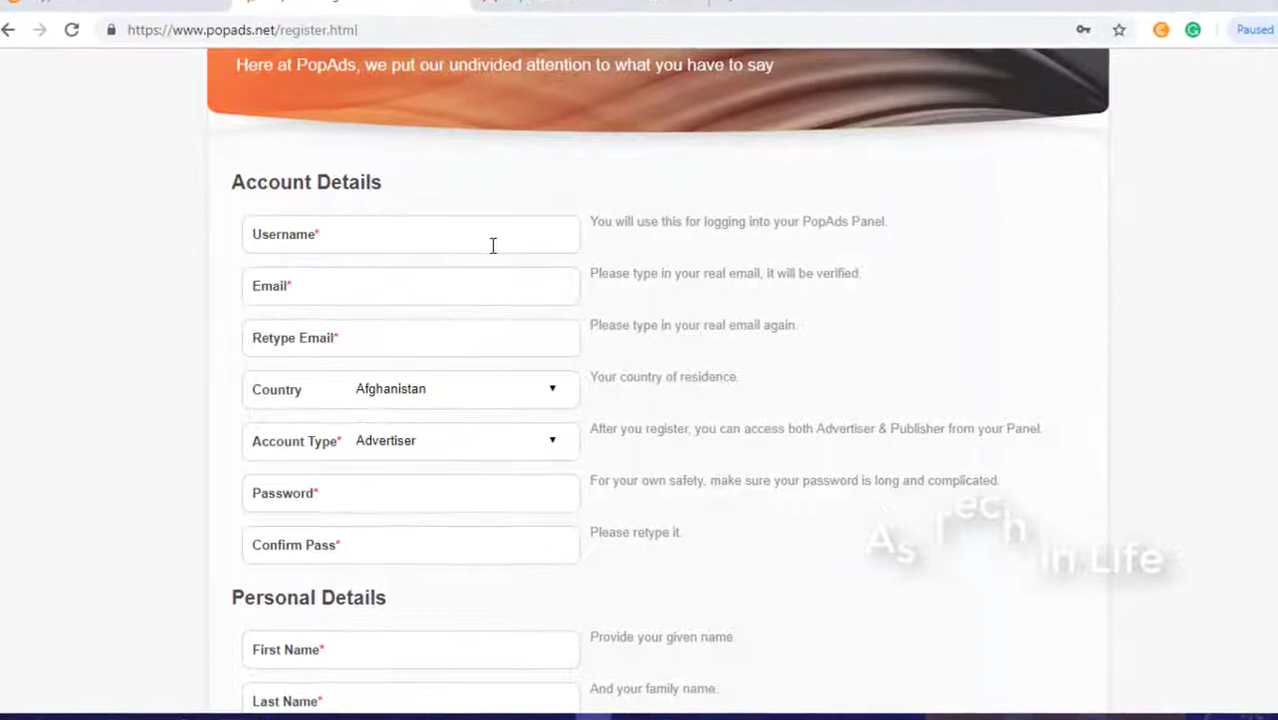 https://www.popads.net/register.html
Paused
Here at PopAds, we put our undivided attention to what you have to say
Account Details
Username*
You will use this for logging into your PopAds Panel.
Email*
Please type in your real email, it will be verified.
Retype Email*
Please type in your real email again.
Country Afghanistan
Your country of residence.
Account Type* Advertiser
After you register, you can access both Advertiser & Publisher from your Panel.
Password*
For your own safety, make sure your password is long and complicated.
Confirm Pass*
Please retype it.
As Tech in Life
Personal Details
First Name*
Provide your given name.
Last Name*
And your family name.